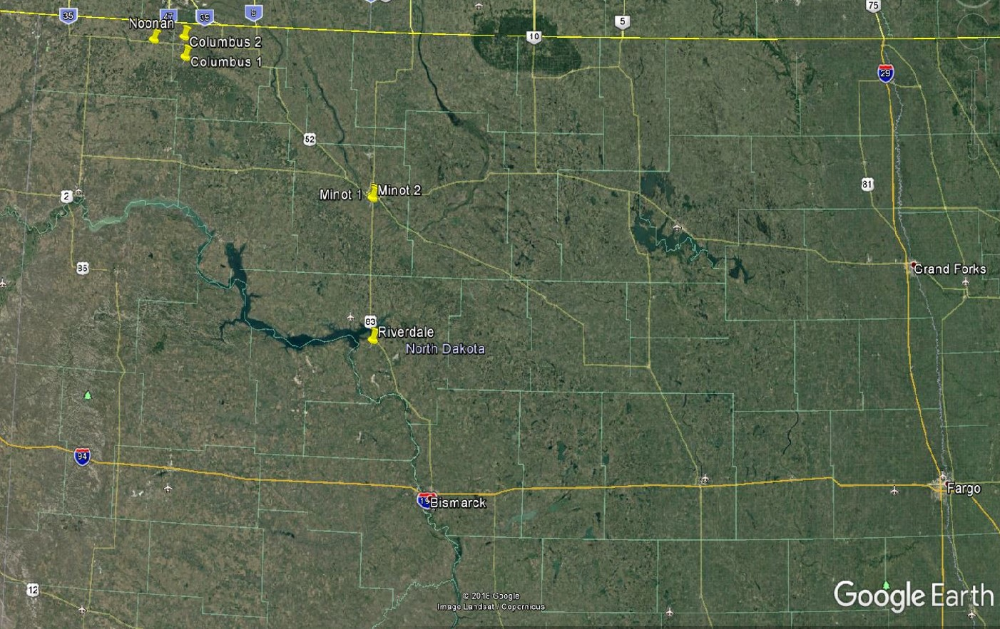 35
47
39
9
75
Noonan
10
5
Columbus 2
Columbus 1
29
52
81
Minot 1
Minot 2
2
85
Grand Forks
83
Riverdale
North Dakota
94
Fargo
Bismarck
12
© 2018 Google
Image Landsat / Copernicus
Google Earth